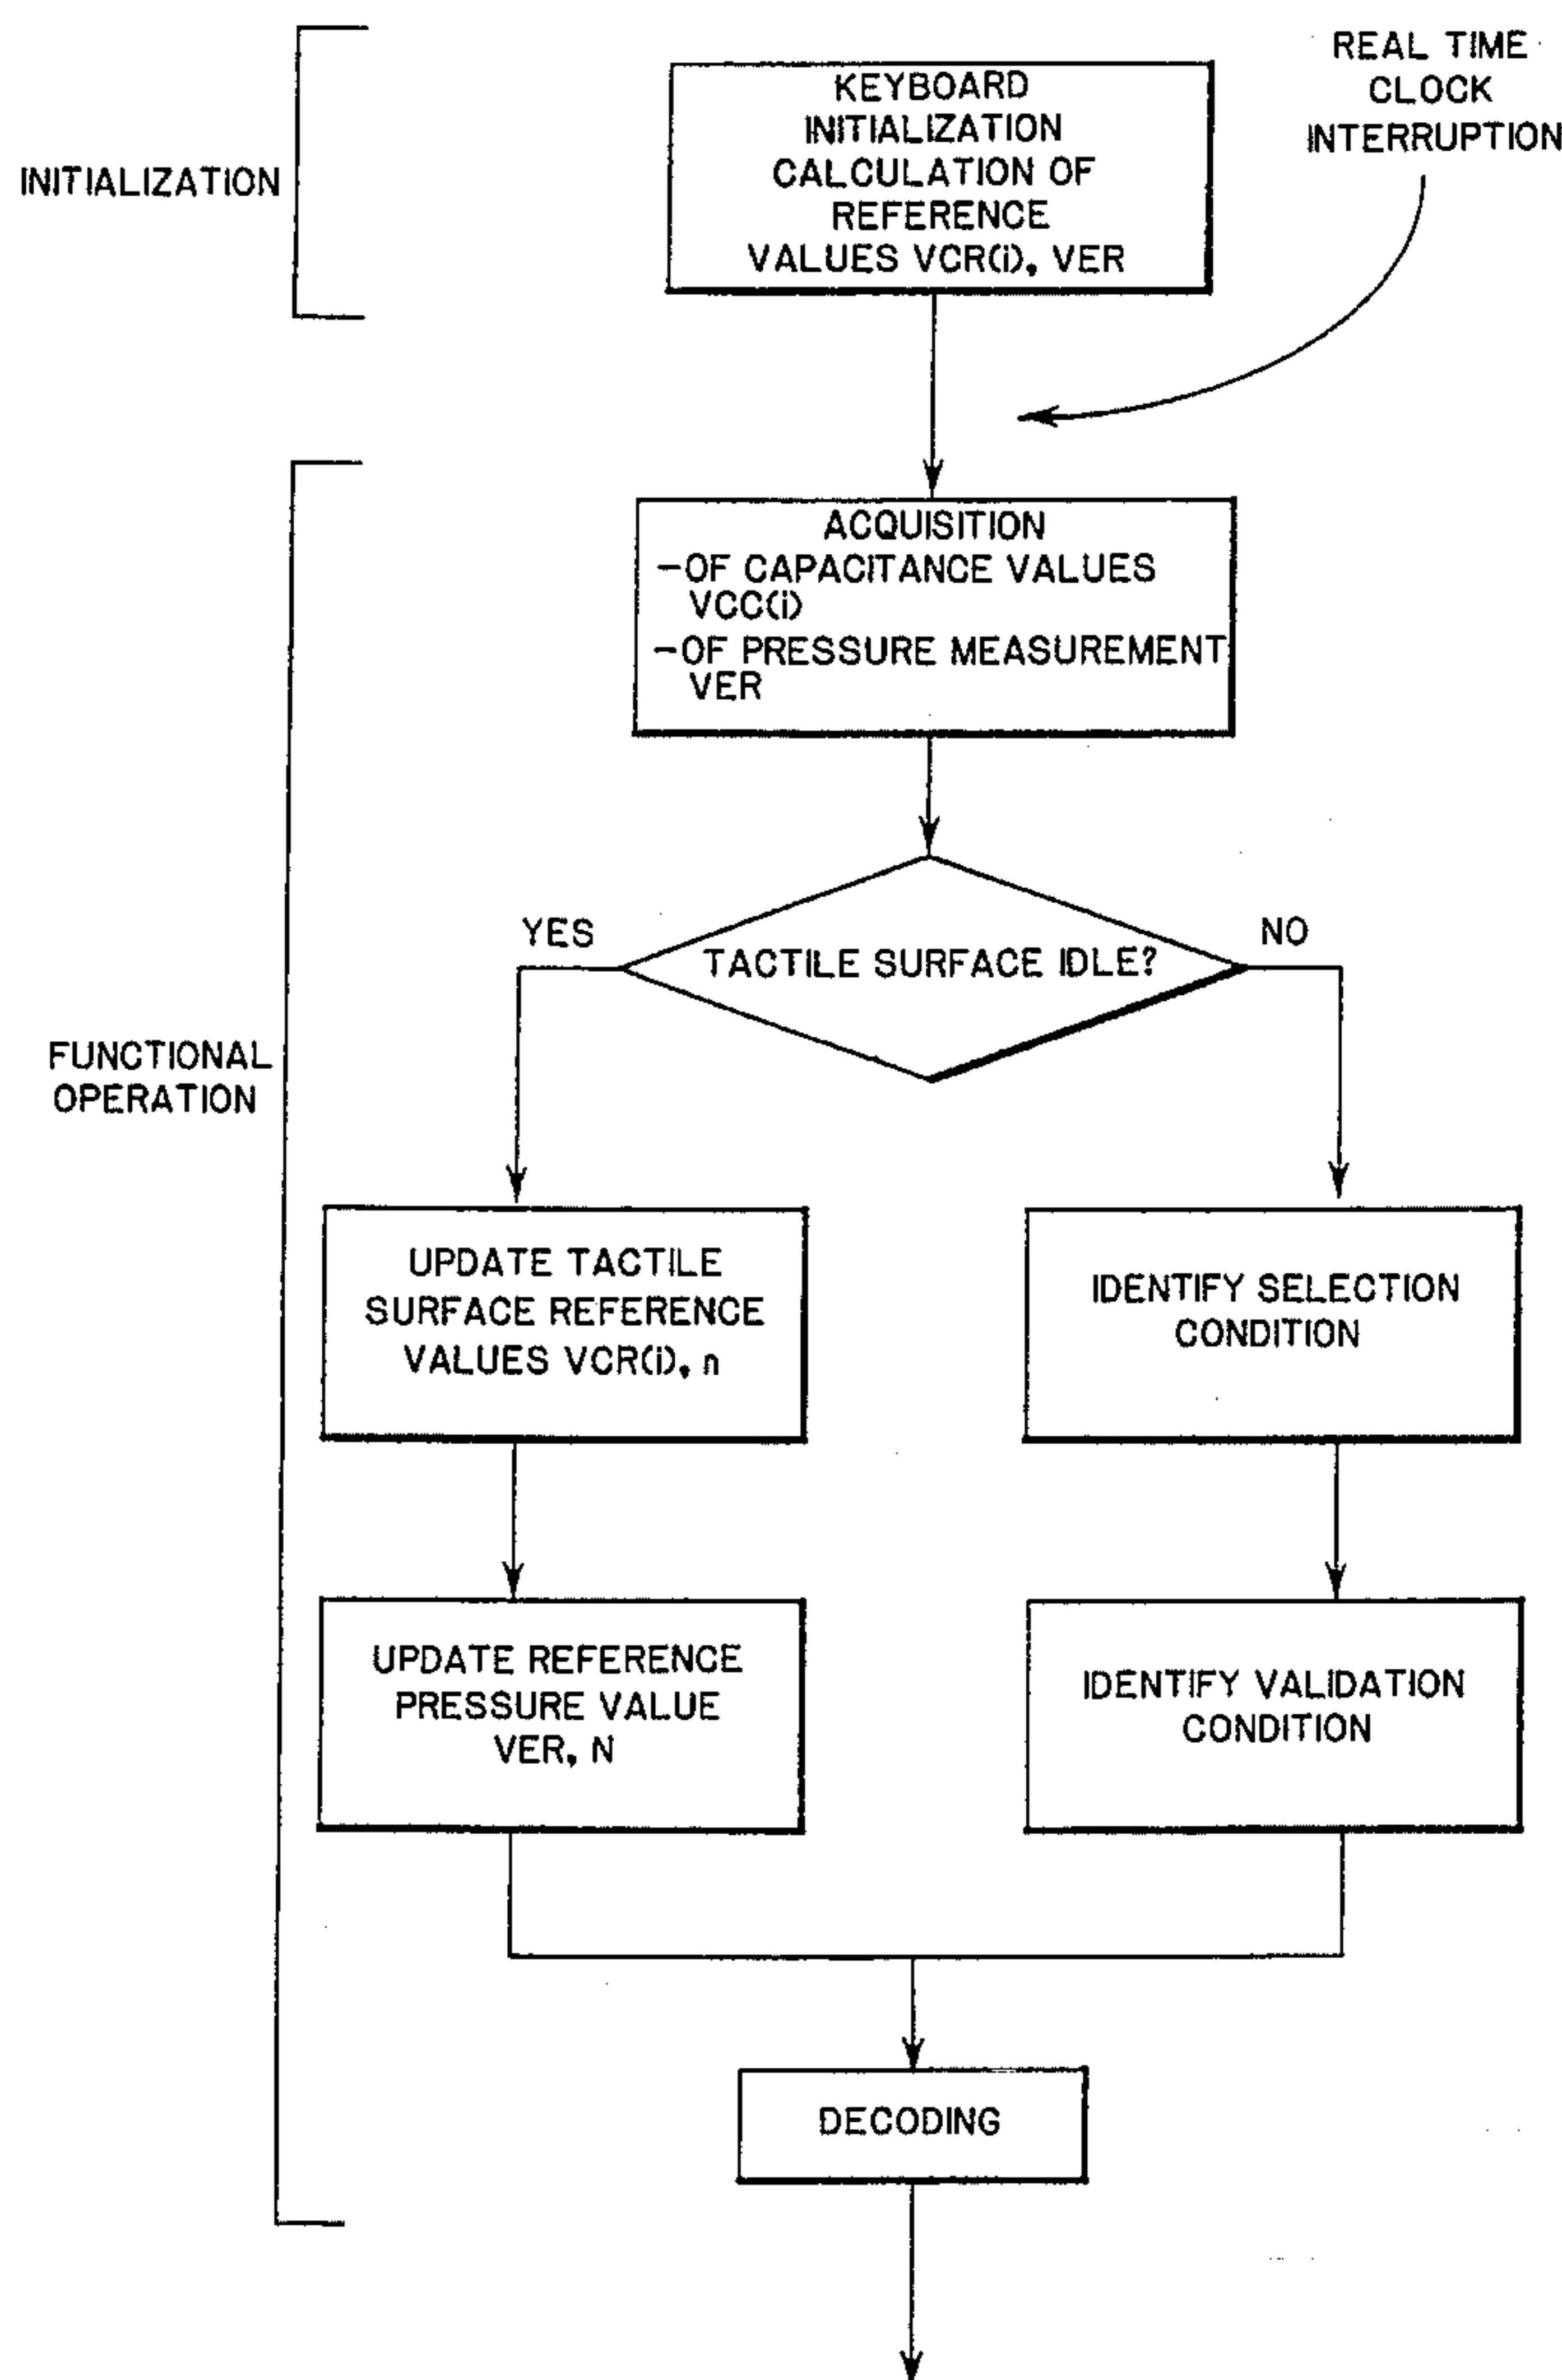 INITIALIZATION
KEYBOARD
INITIALIZATION
CALCULATION OF
REFERENCE
VALUES VCR(i), VER
REAL TIME
CLOCK
INTERRUPTION
FUNCTIONAL
OPERATION
ACQUISITION
-OF CAPACITANCE VALUES
VCC(i)
-OF PRESSURE MEASUREMENT
VER
YES
TACTILE SURFACE IDLE?
NO
UPDATE TACTILE
SURFACE REFERENCE
VALUES VCR(i), n
IDENTIFY SELECTION
CONDITION
UPDATE REFERENCE
PRESSURE VALUE
VER, N
IDENTIFY VALIDATION
CONDITION
DECODING